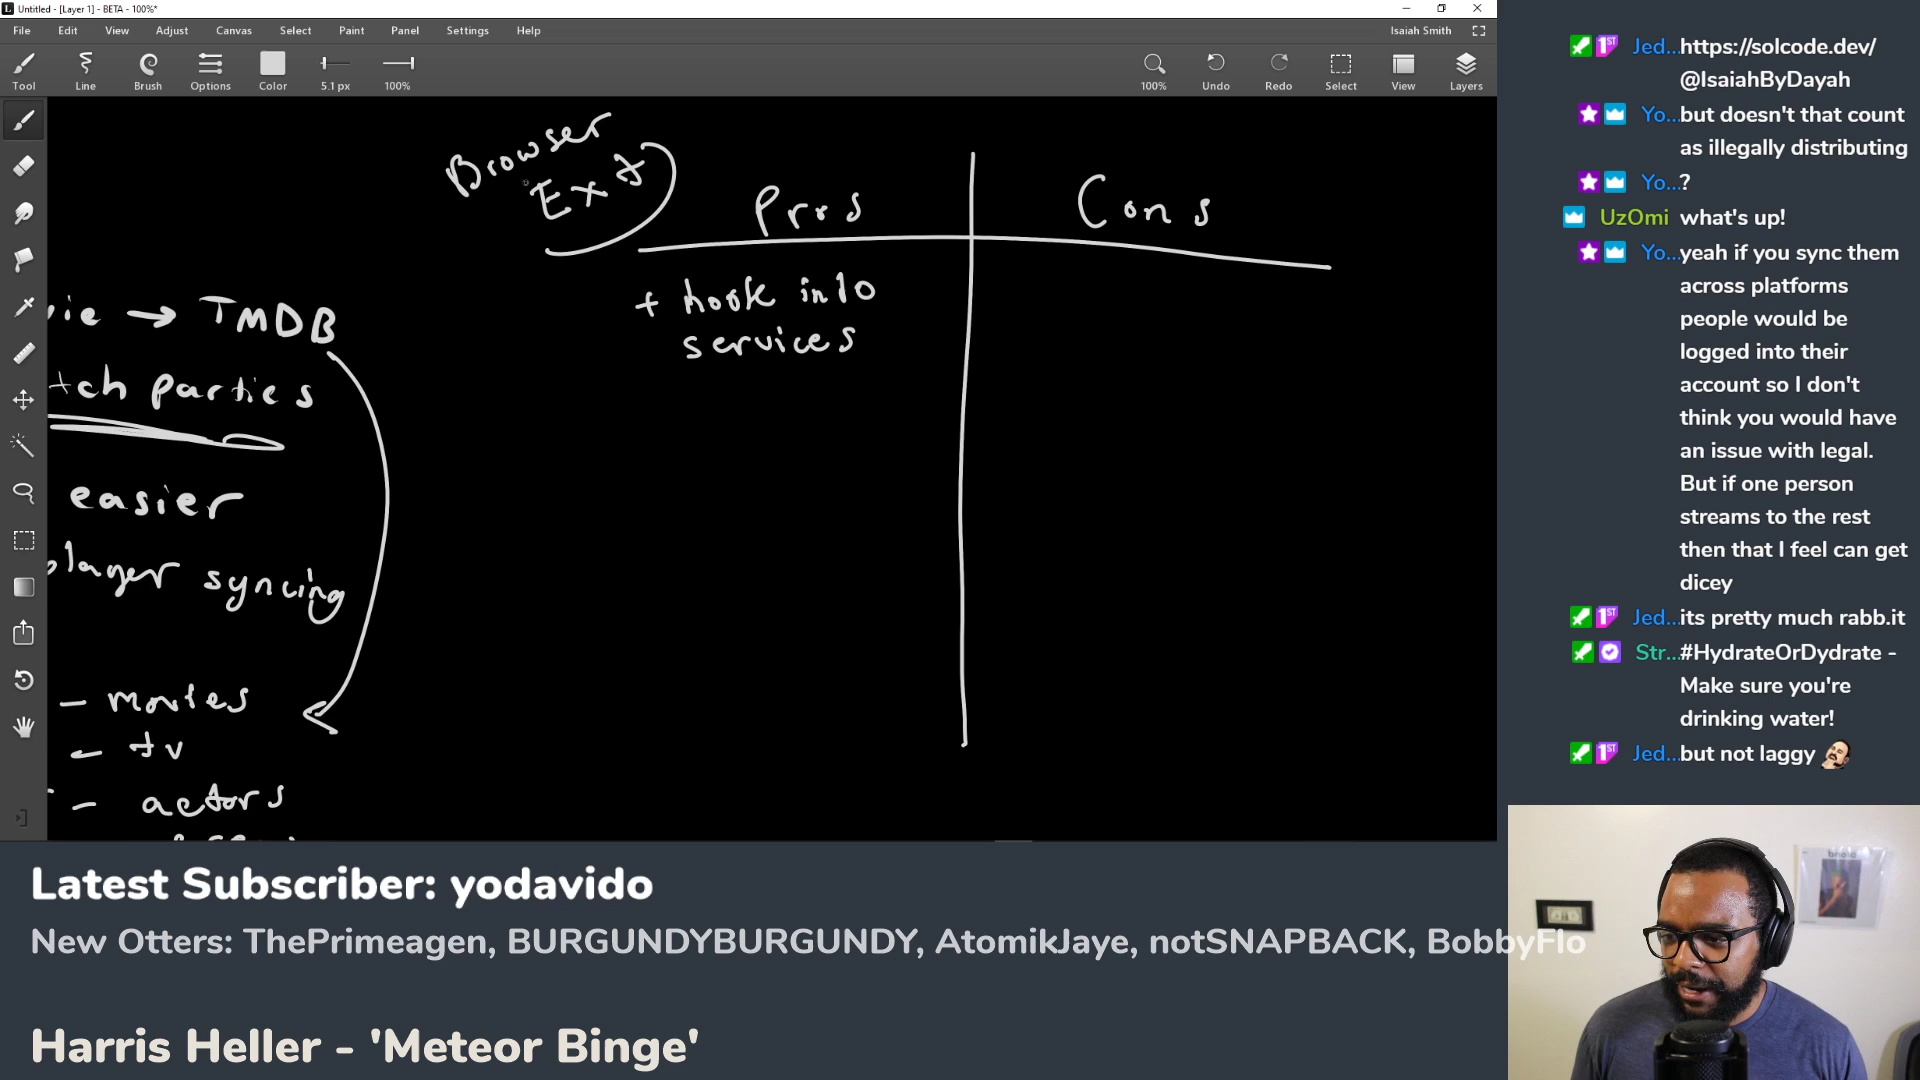 Untitled - [Layer 1] - BETA - 100%*
File Edit View Adjust Canvas Select Paint Panel Settings Help
Isaiah Smith
Tool Line Brush Options Color 5.1 px 100%
100% Undo Redo Select View Layers
Browser
Ext
Pros Cons
+ hook into
services
ie → TMDB
tch parties
easier
layer syncing
- movies
- tv
- actors
Jed... https://solcode.dev/
@IsaiahByDayah
Yo... but doesn't that count
as illegally distributing
Yo... ?
UzOmi what's up!
Yo... yeah if you sync them
across platforms
people would be
logged into their
account so I don't
think you would have
an issue with legal.
But if one person
streams to the rest
then that I feel can get
dicey
Jed... its pretty much rabb.it
Str... #HydrateOrDydrate -
Make sure you're
drinking water!
Jed... but not laggy
Latest Subscriber: yodavido
New Otters: ThePrimeagen, BURGUNDYBURGUNDY, AtomikJaye, notSNAPBACK, BobbyFlo
Harris Heller - 'Meteor Binge'